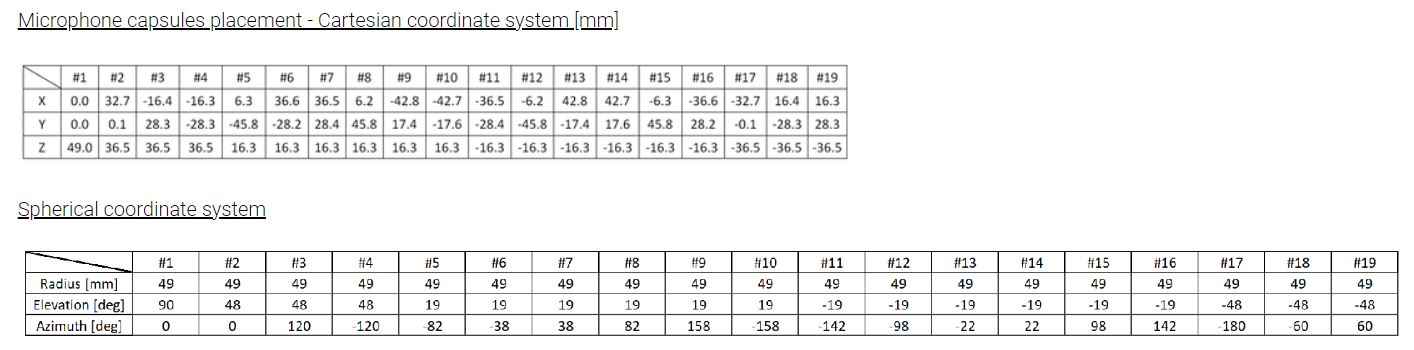 Microphone capsules placement - Cartesian coordinate system [mm]
#1 #2 #3 #4 #5 #6 #7 #8 #9 #10 #11 #12 #13 #14 #15 #16 #17 #18 #19
X 0.0 32.7 -16.4 -16.3 6.3 36.6 36.5 6.2 -42.8 -42.7 -36.5 -6.2 42.8 42.7 -6.3 -36.6 -32.7 16.4 16.3
Y 0.0 0.1 28.3 -28.3 -45.8 -28.2 28.4 45.8 17.4 -17.6 -28.4 -45.8 -17.4 17.6 45.8 28.2 -0.1 -28.3 28.3
Z 49.0 36.5 36.5 36.5 16.3 16.3 16.3 16.3 16.3 16.3 -16.3 -16.3 -16.3 -16.3 -16.3 -16.3 -36.5 -36.5 -36.5
Spherical coordinate system
#1 #2 #3 #4 #5 #6 #7 #8 #9 #10 #11 #12 #13 #14 #15 #16 #17 #18 #19
Radius [mm] 49 49 49 49 49 49 49 49 49 49 49 49 49 49 49 49 49 49 49
Elevation [deg] 90 48 48 48 19 19 19 19 19 19 -19 -19 -19 -19 -19 -19 -48 -48 -48
Azimuth [deg] 0 0 120 -120 -82 -38 38 82 158 -158 -142 -98 -22 22 98 142 -180 -60 60